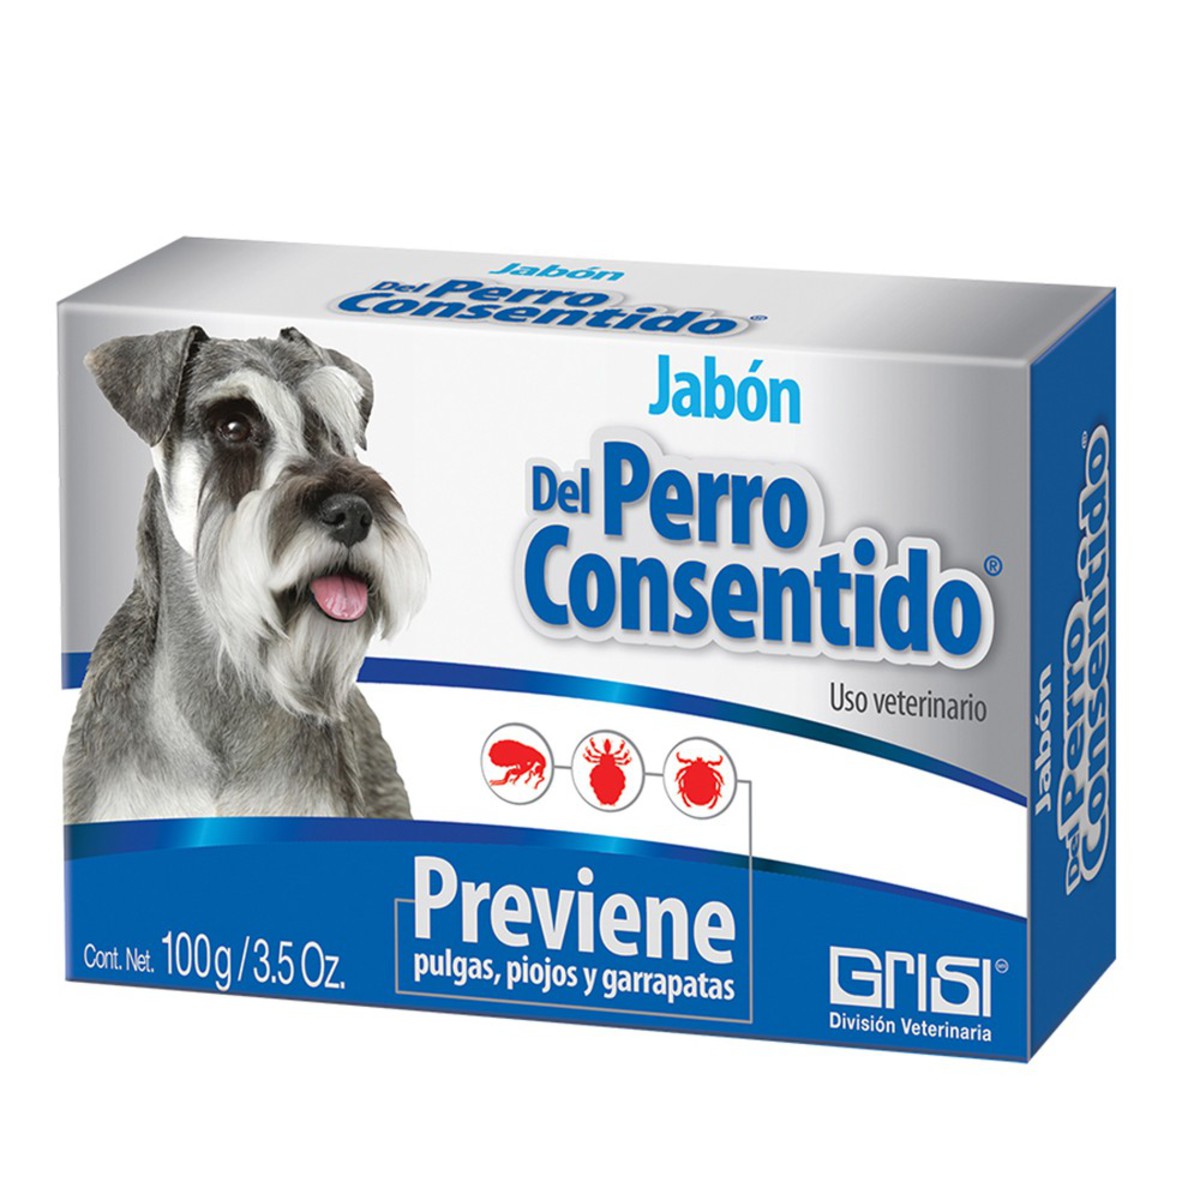 Jabón
Del Perro
Consentido®
Jabón
Del Perro
Consentido®
Uso veterinario
Previene
pulgas, piojos y garrapatas
Cont. Net. 100g/3.5 Oz.
GRISI
División Veterinaria
Jabón
Del Perro
Consentido®